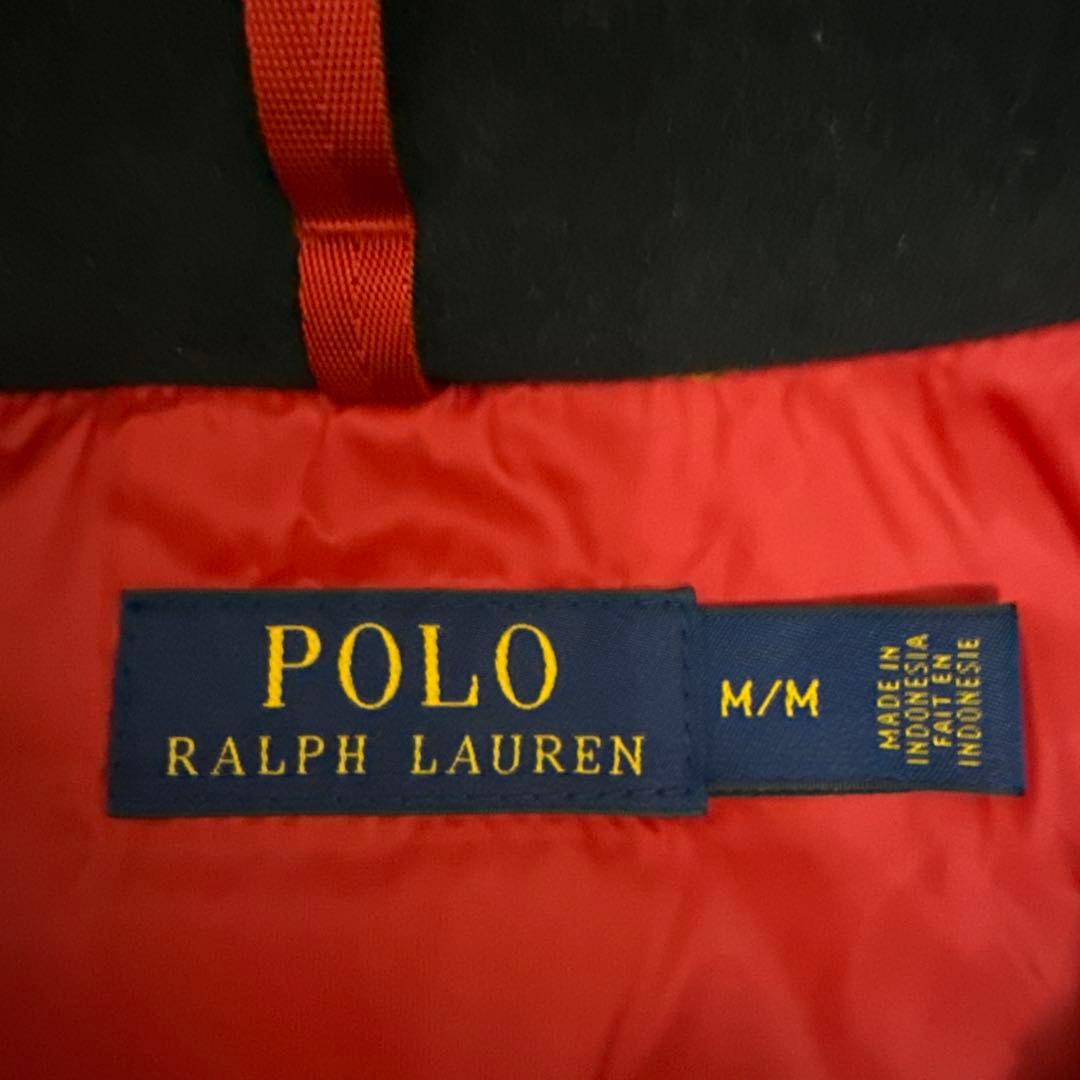 POLO
RALPH LAUREN
M/M
MADE IN
INDONESIA
FAIT EN
INDONESIE